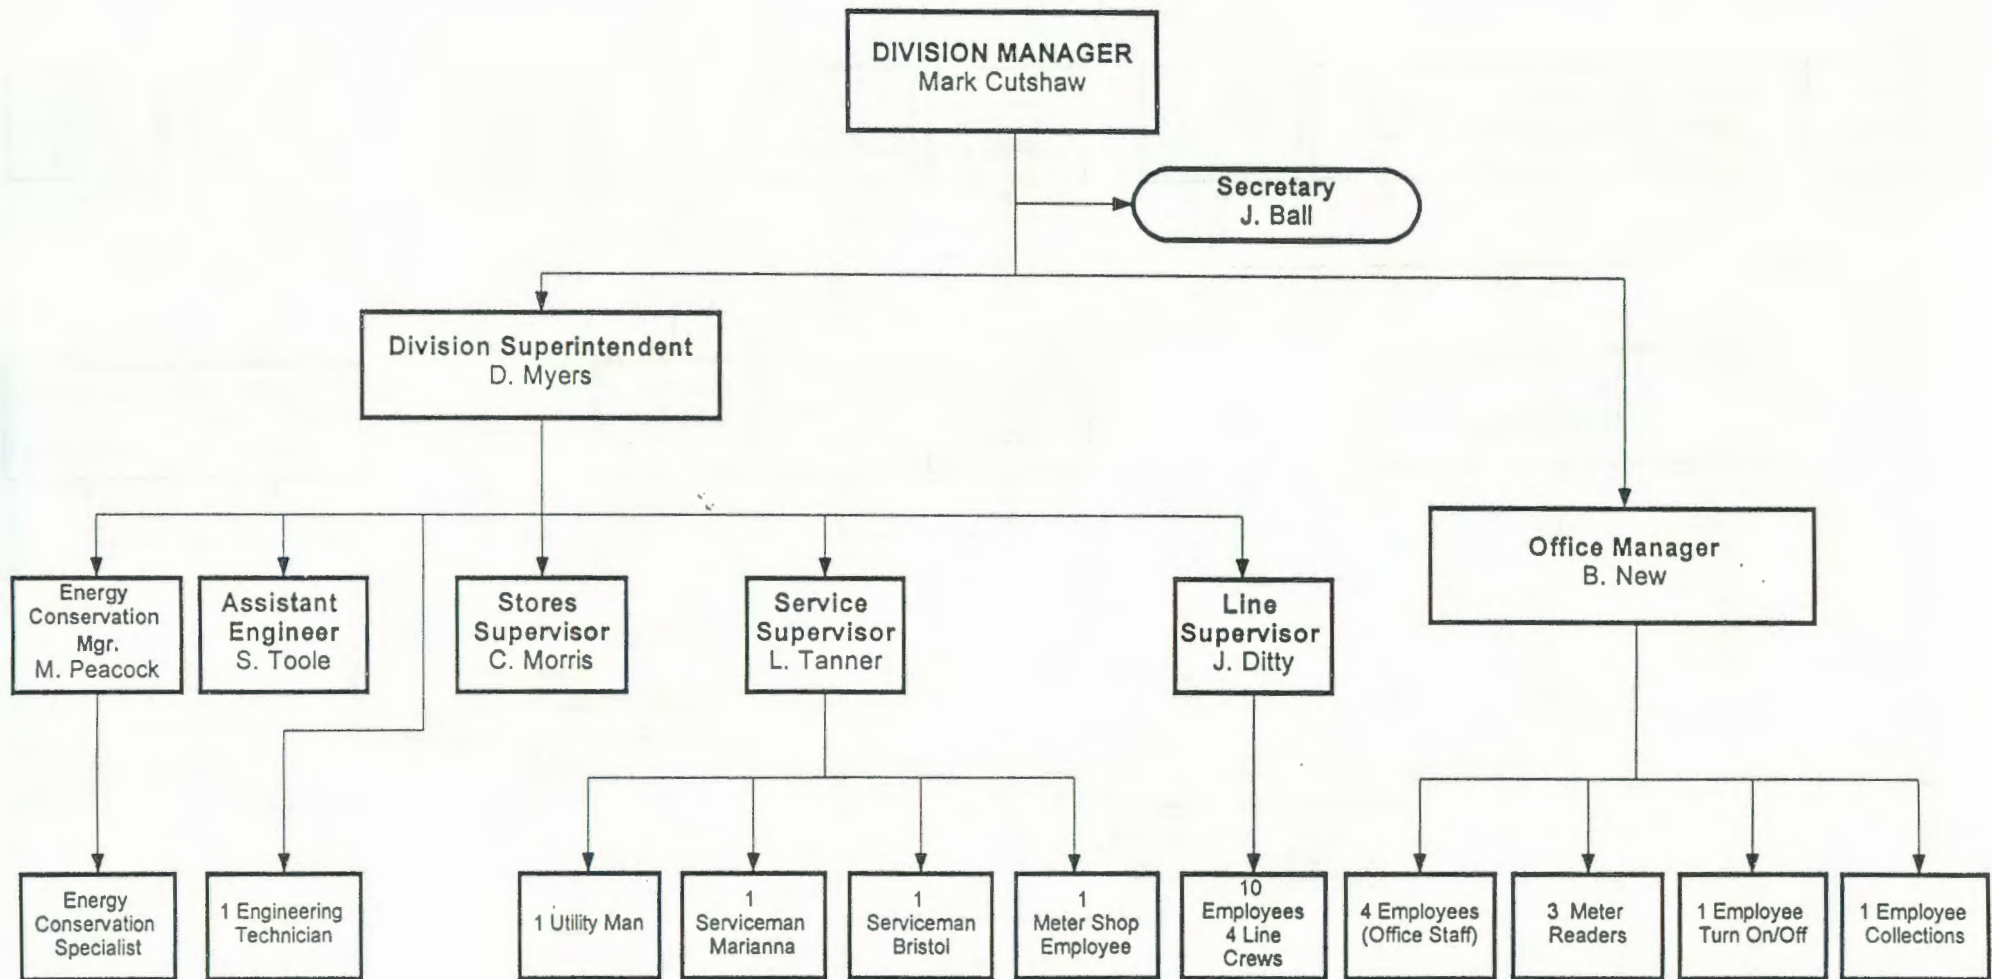 DIVISION MANAGER
Mark Cutshaw
Secretary
J. Ball
Division Superintendent
D. Myers
Office Manager
B. New
Energy
Conservation
Mgr.
M. Peacock
Assistant
Engineer
S. Toole
Stores
Supervisor
C. Morris
Service
Supervisor
L. Tanner
Line
Supervisor
J. Ditty
Energy
Conservation
Specialist
1 Engineering
Technician
1 Utility Man
1
Serviceman
Marianna
1
Serviceman
Bristol
1
Meter Shop
Employee
10
Employees
4 Line
Crews
4 Employees
(Office Staff)
3 Meter
Readers
1 Employee
Turn On/Off
1 Employee
Collections